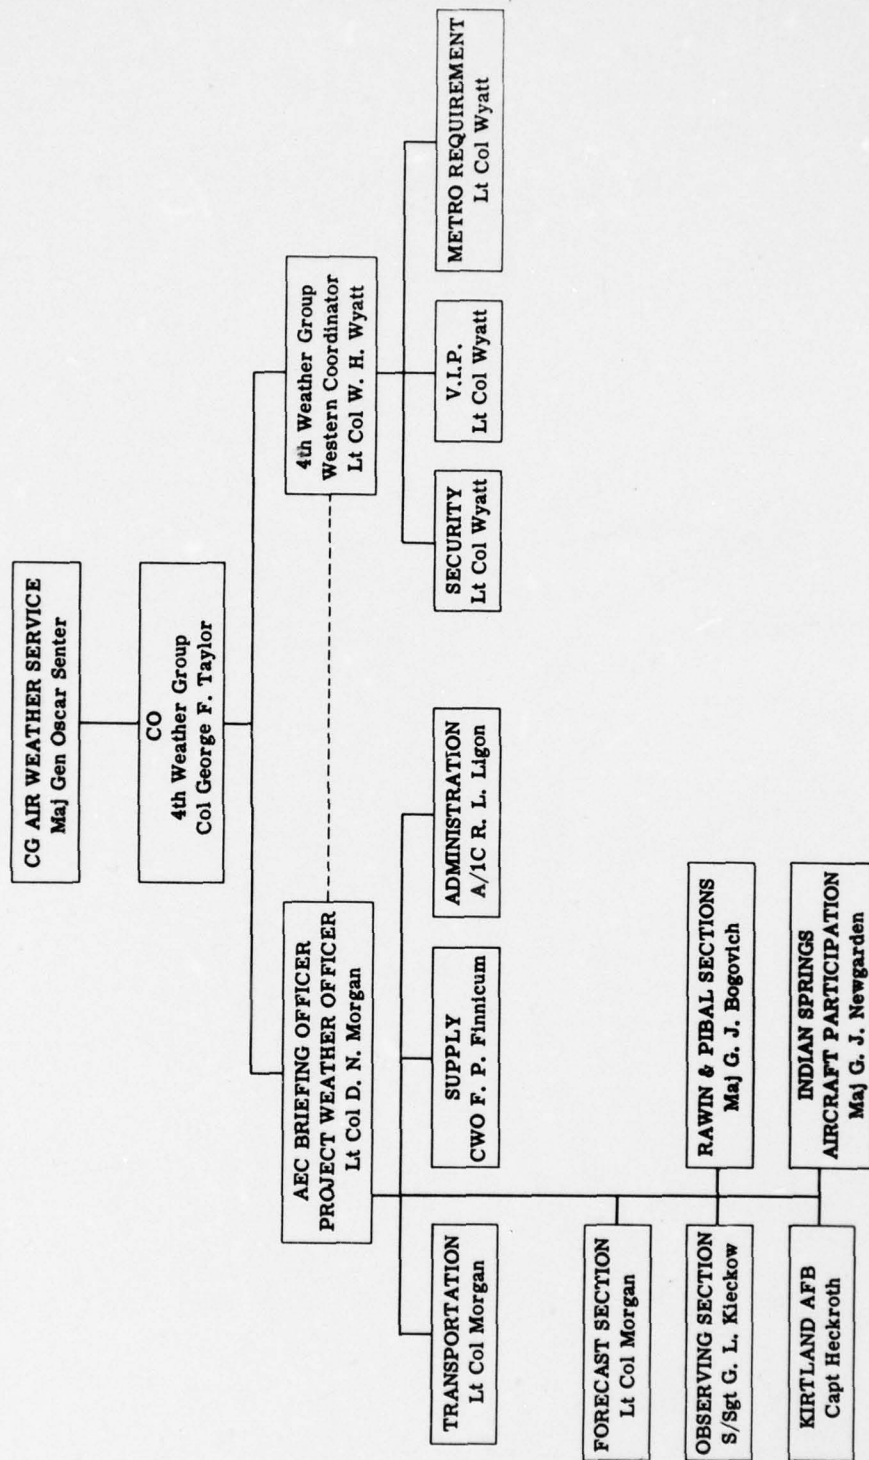 CG AIR WEATHER SERVICE
Maj Gen Oscar Senter
CO
4th Weather Group
Col George F. Taylor
AEC BRIEFING OFFICER
PROJECT WEATHER OFFICER
Lt Col D. N. Morgan
4th Weather Group
Western Coordinator
Lt Col W. H. Wyatt
TRANSPORTATION
Lt Col Morgan
SUPPLY
CWO F. P. Finnicum
ADMINISTRATION
A/1C R. L. Ligon
SECURITY
Lt Col Wyatt
V.I.P.
Lt Col Wyatt
METRO REQUIREMENT
Lt Col Wyatt
FORECAST SECTION
Lt Col Morgan
OBSERVING SECTION
S/Sgt G. L. Kieckow
RAWIN & PIBAL SECTIONS
Maj G. J. Bogovich
KIRTLAND AFB
Capt Heckroth
INDIAN SPRINGS
AIRCRAFT PARTICIPATION
Maj G. J. Newgarden